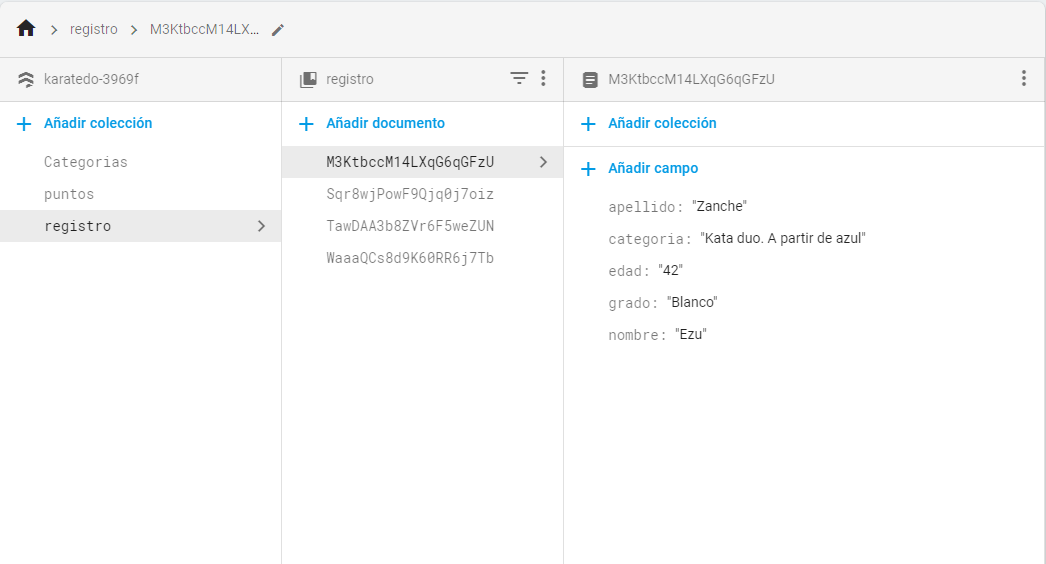 registro
M3KtbccM14LX...
karatedo-3969f
registro
M3KtbccM14LXqG6qGFzU
Añadir colección
Añadir documento
Añadir colección
Categorias
puntos
registro
M3KtbccM14LXqG6qGFzU
Sqr8wjPowF9Qjq0j7oiz
TawDAA3b8ZVr6F5weZUN
WaaaQCs8d9K60RR6j7Tb
Añadir campo
apellido: "Zanche"
categoria: "Kata duo. A partir de azul"
edad: "42"
grado: "Blanco"
nombre: "Ezu"